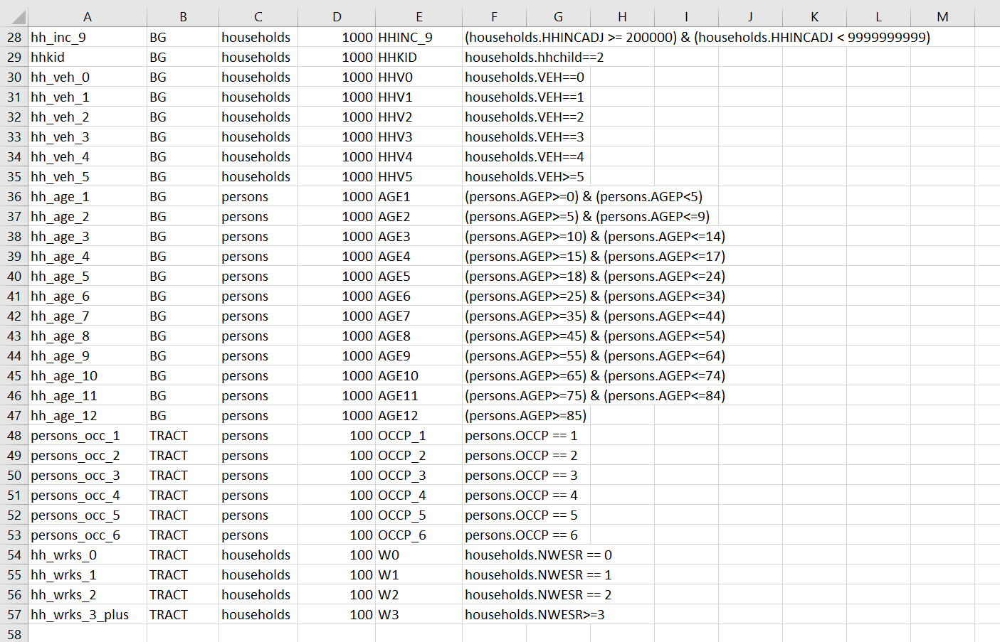 A B C D E F G H I J K L M
28 hh_inc_9 BG households 1000 HHINC_9 (households.HHINCADJ >= 200000) & (households.HHINCADJ < 9999999999)
29 hhkid BG households 1000 HHKID households.hhchild==2
30 hh_veh_0 BG households 1000 HHV0 households.VEH==0
31 hh_veh_1 BG households 1000 HHV1 households.VEH==1
32 hh_veh_2 BG households 1000 HHV2 households.VEH==2
33 hh_veh_3 BG households 1000 HHV3 households.VEH==3
34 hh_veh_4 BG households 1000 HHV4 households.VEH==4
35 hh_veh_5 BG households 1000 HHV5 households.VEH>=5
36 hh_age_1 BG persons 1000 AGE1 (persons.AGEP>=0) & (persons.AGEP<5)
37 hh_age_2 BG persons 1000 AGE2 (persons.AGEP>=5) & (persons.AGEP<=9)
38 hh_age_3 BG persons 1000 AGE3 (persons.AGEP>=10) & (persons.AGEP<=14)
39 hh_age_4 BG persons 1000 AGE4 (persons.AGEP>=15) & (persons.AGEP<=17)
40 hh_age_5 BG persons 1000 AGE5 (persons.AGEP>=18) & (persons.AGEP<=24)
41 hh_age_6 BG persons 1000 AGE6 (persons.AGEP>=25) & (persons.AGEP<=34)
42 hh_age_7 BG persons 1000 AGE7 (persons.AGEP>=35) & (persons.AGEP<=44)
43 hh_age_8 BG persons 1000 AGE8 (persons.AGEP>=45) & (persons.AGEP<=54)
44 hh_age_9 BG persons 1000 AGE9 (persons.AGEP>=55) & (persons.AGEP<=64)
45 hh_age_10 BG persons 1000 AGE10 (persons.AGEP>=65) & (persons.AGEP<=74)
46 hh_age_11 BG persons 1000 AGE11 (persons.AGEP>=75) & (persons.AGEP<=84)
47 hh_age_12 BG persons 1000 AGE12 (persons.AGEP>=85)
48 persons_occ_1 TRACT persons 100 OCCP_1 persons.OCCP == 1
49 persons_occ_2 TRACT persons 100 OCCP_2 persons.OCCP == 2
50 persons_occ_3 TRACT persons 100 OCCP_3 persons.OCCP == 3
51 persons_occ_4 TRACT persons 100 OCCP_4 persons.OCCP == 4
52 persons_occ_5 TRACT persons 100 OCCP_5 persons.OCCP == 5
53 persons_occ_6 TRACT persons 100 OCCP_6 persons.OCCP == 6
54 hh_wrks_0 TRACT households 100 W0 households.NWESR == 0
55 hh_wrks_1 TRACT households 100 W1 households.NWESR == 1
56 hh_wrks_2 TRACT households 100 W2 households.NWESR == 2
57 hh_wrks_3_plus TRACT households 100 W3 households.NWESR>=3
58